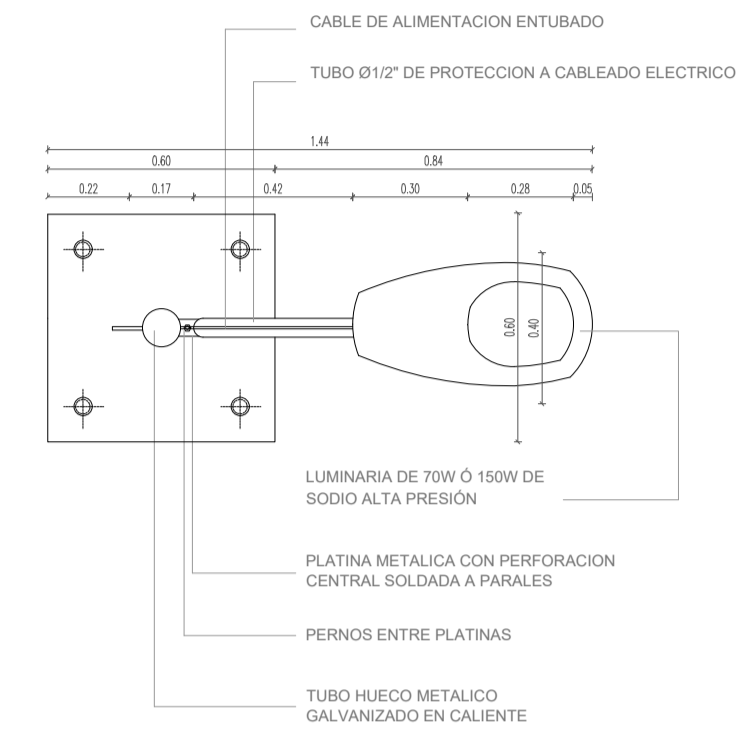 CABLE DE ALIMENTACION ENTUBADO
TUBO Ø1/2" DE PROTECCION A CABLEADO ELECTRICO
1.44
0.60 0.84
0.22 0.17 0.42 0.30 0.28 0.05
0.60 0.40
LUMINARIA DE 70W Ó 150W DE
SODIO ALTA PRESIÓN
PLATINA METALICA CON PERFORACION
CENTRAL SOLDADA A PARALES
PERNOS ENTRE PLATINAS
TUBO HUECO METALICO
GALVANIZADO EN CALIENTE